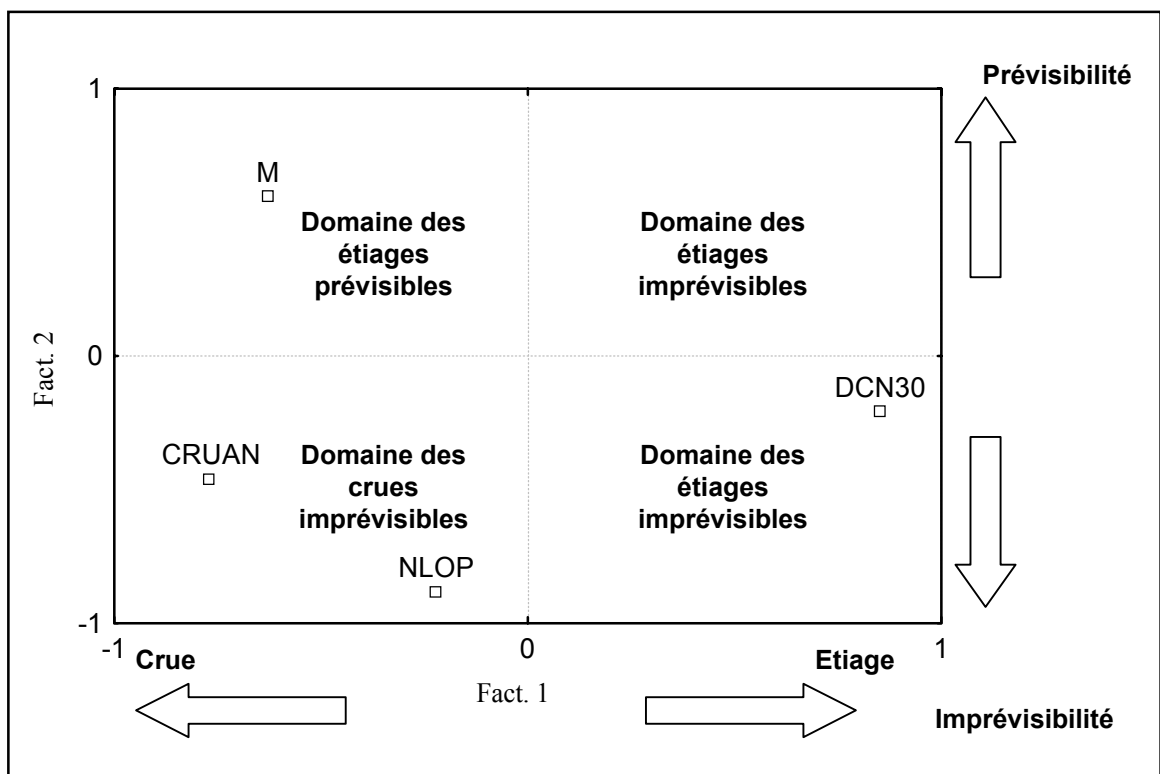 Prévisibilité
1
M
Domaine des
étiages
prévisibles
Domaine des
étiages
imprévisibles
Fact. 2
0
DCN30
CRUAN
Domaine des
crues
imprévisibles
Domaine des
étiages
imprévisibles
NLOP
-1
-1
0
1
Crue
Etiage
Fact. 1
Imprévisibilité